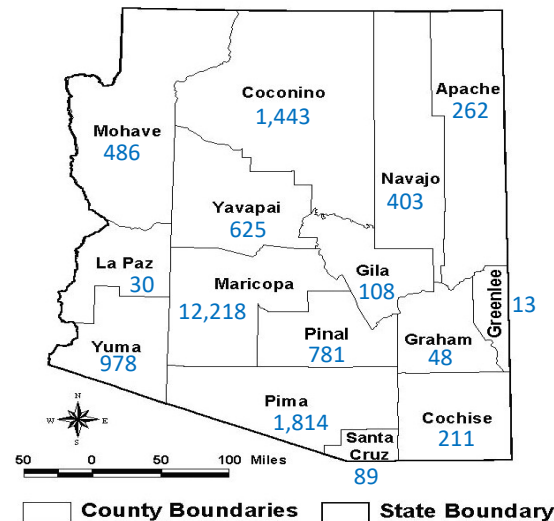 Coconino
1,443
Apache
262
Mohave
486
Navajo
403
Yavapai
625
La Paz
30
Maricopa
12,218
Gila
108
Greenlee
13
Yuma
978
Pinal
781
Graham
48
Pima
1,814
Cochise
211
Santa
Cruz
89
N
W E
S
50 0 50 100 Miles
County Boundaries State Boundary